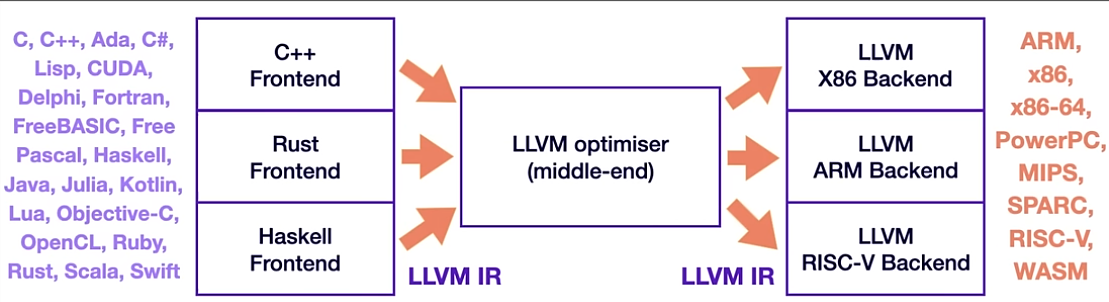 C, C++, Ada, C#,
Lisp, CUDA,
Delphi, Fortran,
FreeBASIC, Free
Pascal, Haskell,
Java, Julia, Kotlin,
Lua, Objective-C,
OpenCL, Ruby,
Rust, Scala, Swift
C++
Frontend
Rust
Frontend
Haskell
Frontend
LLVM IR
LLVM optimiser
(middle-end)
LLVM IR
LLVM
X86 Backend
LLVM
ARM Backend
LLVM
RISC-V Backend
ARM,
x86,
x86-64,
PowerPC,
MIPS,
SPARC,
RISC-V,
WASM